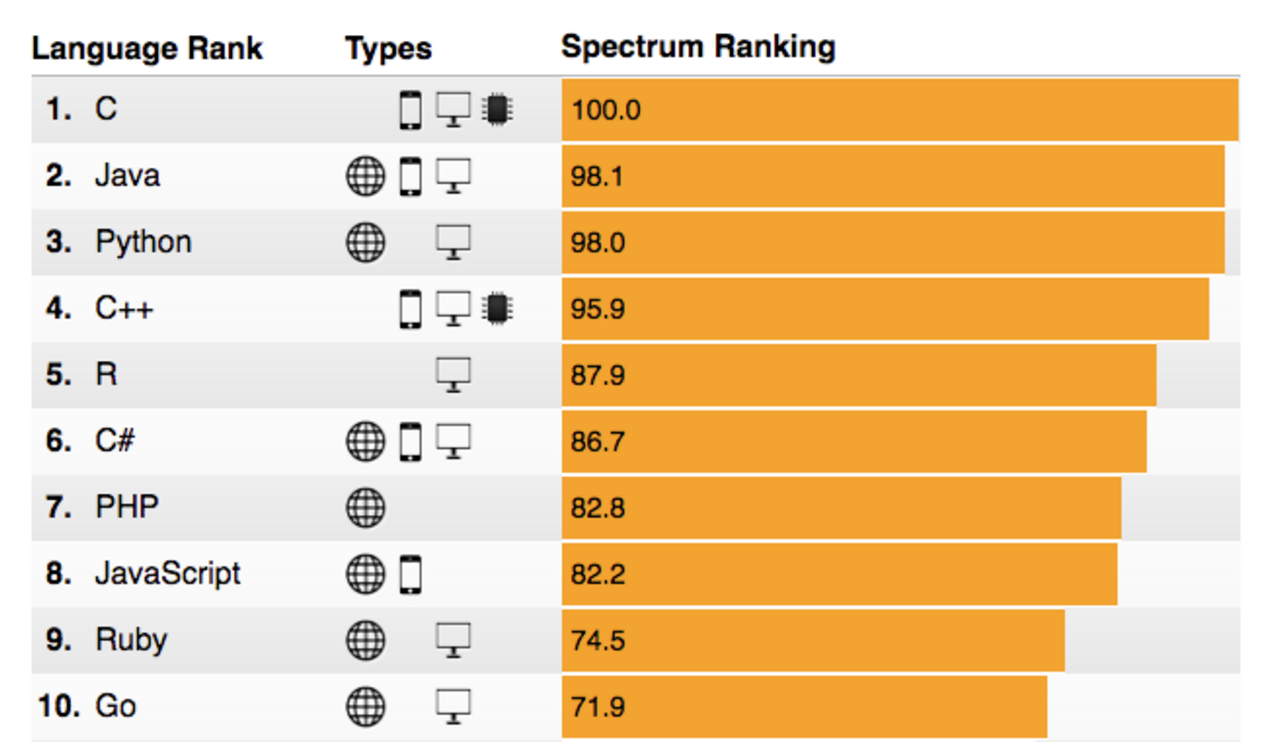 Language Rank Types Spectrum Ranking
1. C 100.0
2. Java 98.1
3. Python 98.0
4. C++ 95.9
5. R 87.9
6. C# 86.7
7. PHP 82.8
8. JavaScript 82.2
9. Ruby 74.5
10. Go 71.9